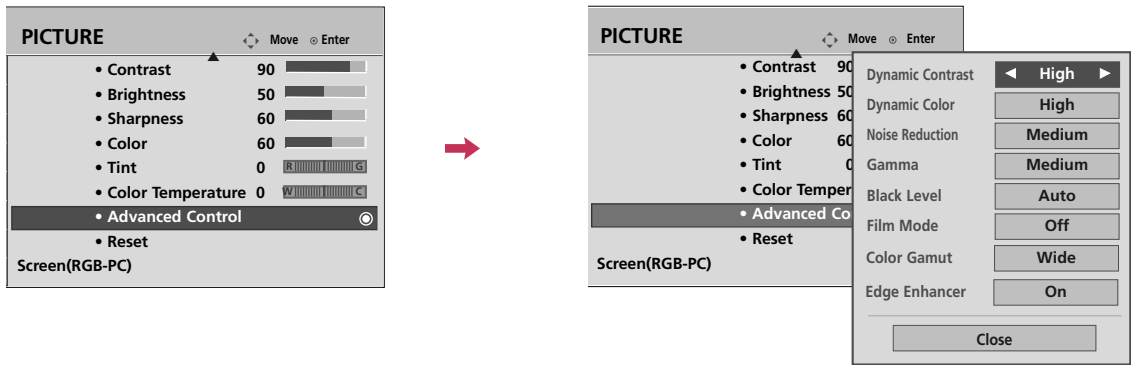 PICTURE
Move Enter
• Contrast 90
• Brightness 50
• Sharpness 60
• Color 60
• Tint 0 R G
• Color Temperature 0 W C
• Advanced Control
• Reset
Screen(RGB-PC)
PICTURE
Move Enter
• Contrast 90
• Brightness 50
• Sharpness 60
• Color 60
• Tint 0
• Color Temper
• Advanced Co
• Reset
Screen(RGB-PC)
Dynamic Contrast High
Dynamic Color High
Noise Reduction Medium
Gamma Medium
Black Level Auto
Film Mode Off
Color Gamut Wide
Edge Enhancer On
Close